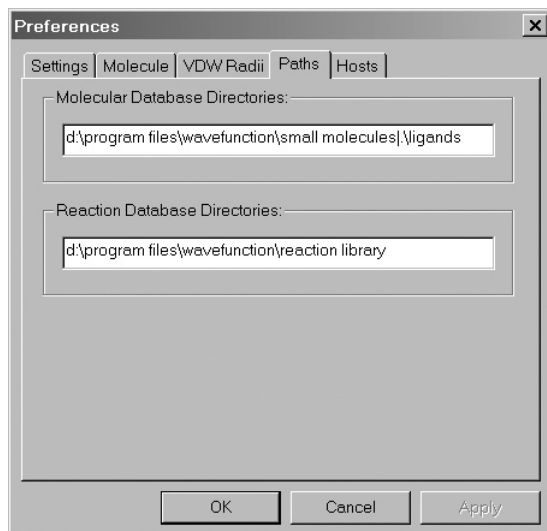 Preferences
Settings Molecule VDW Radii Paths Hosts
Molecular Database Directories:
d:\program files\wavefunction\small molecules|.\ligands
Reaction Database Directories:
d:\program files\wavefunction\reaction library
OK Cancel Apply